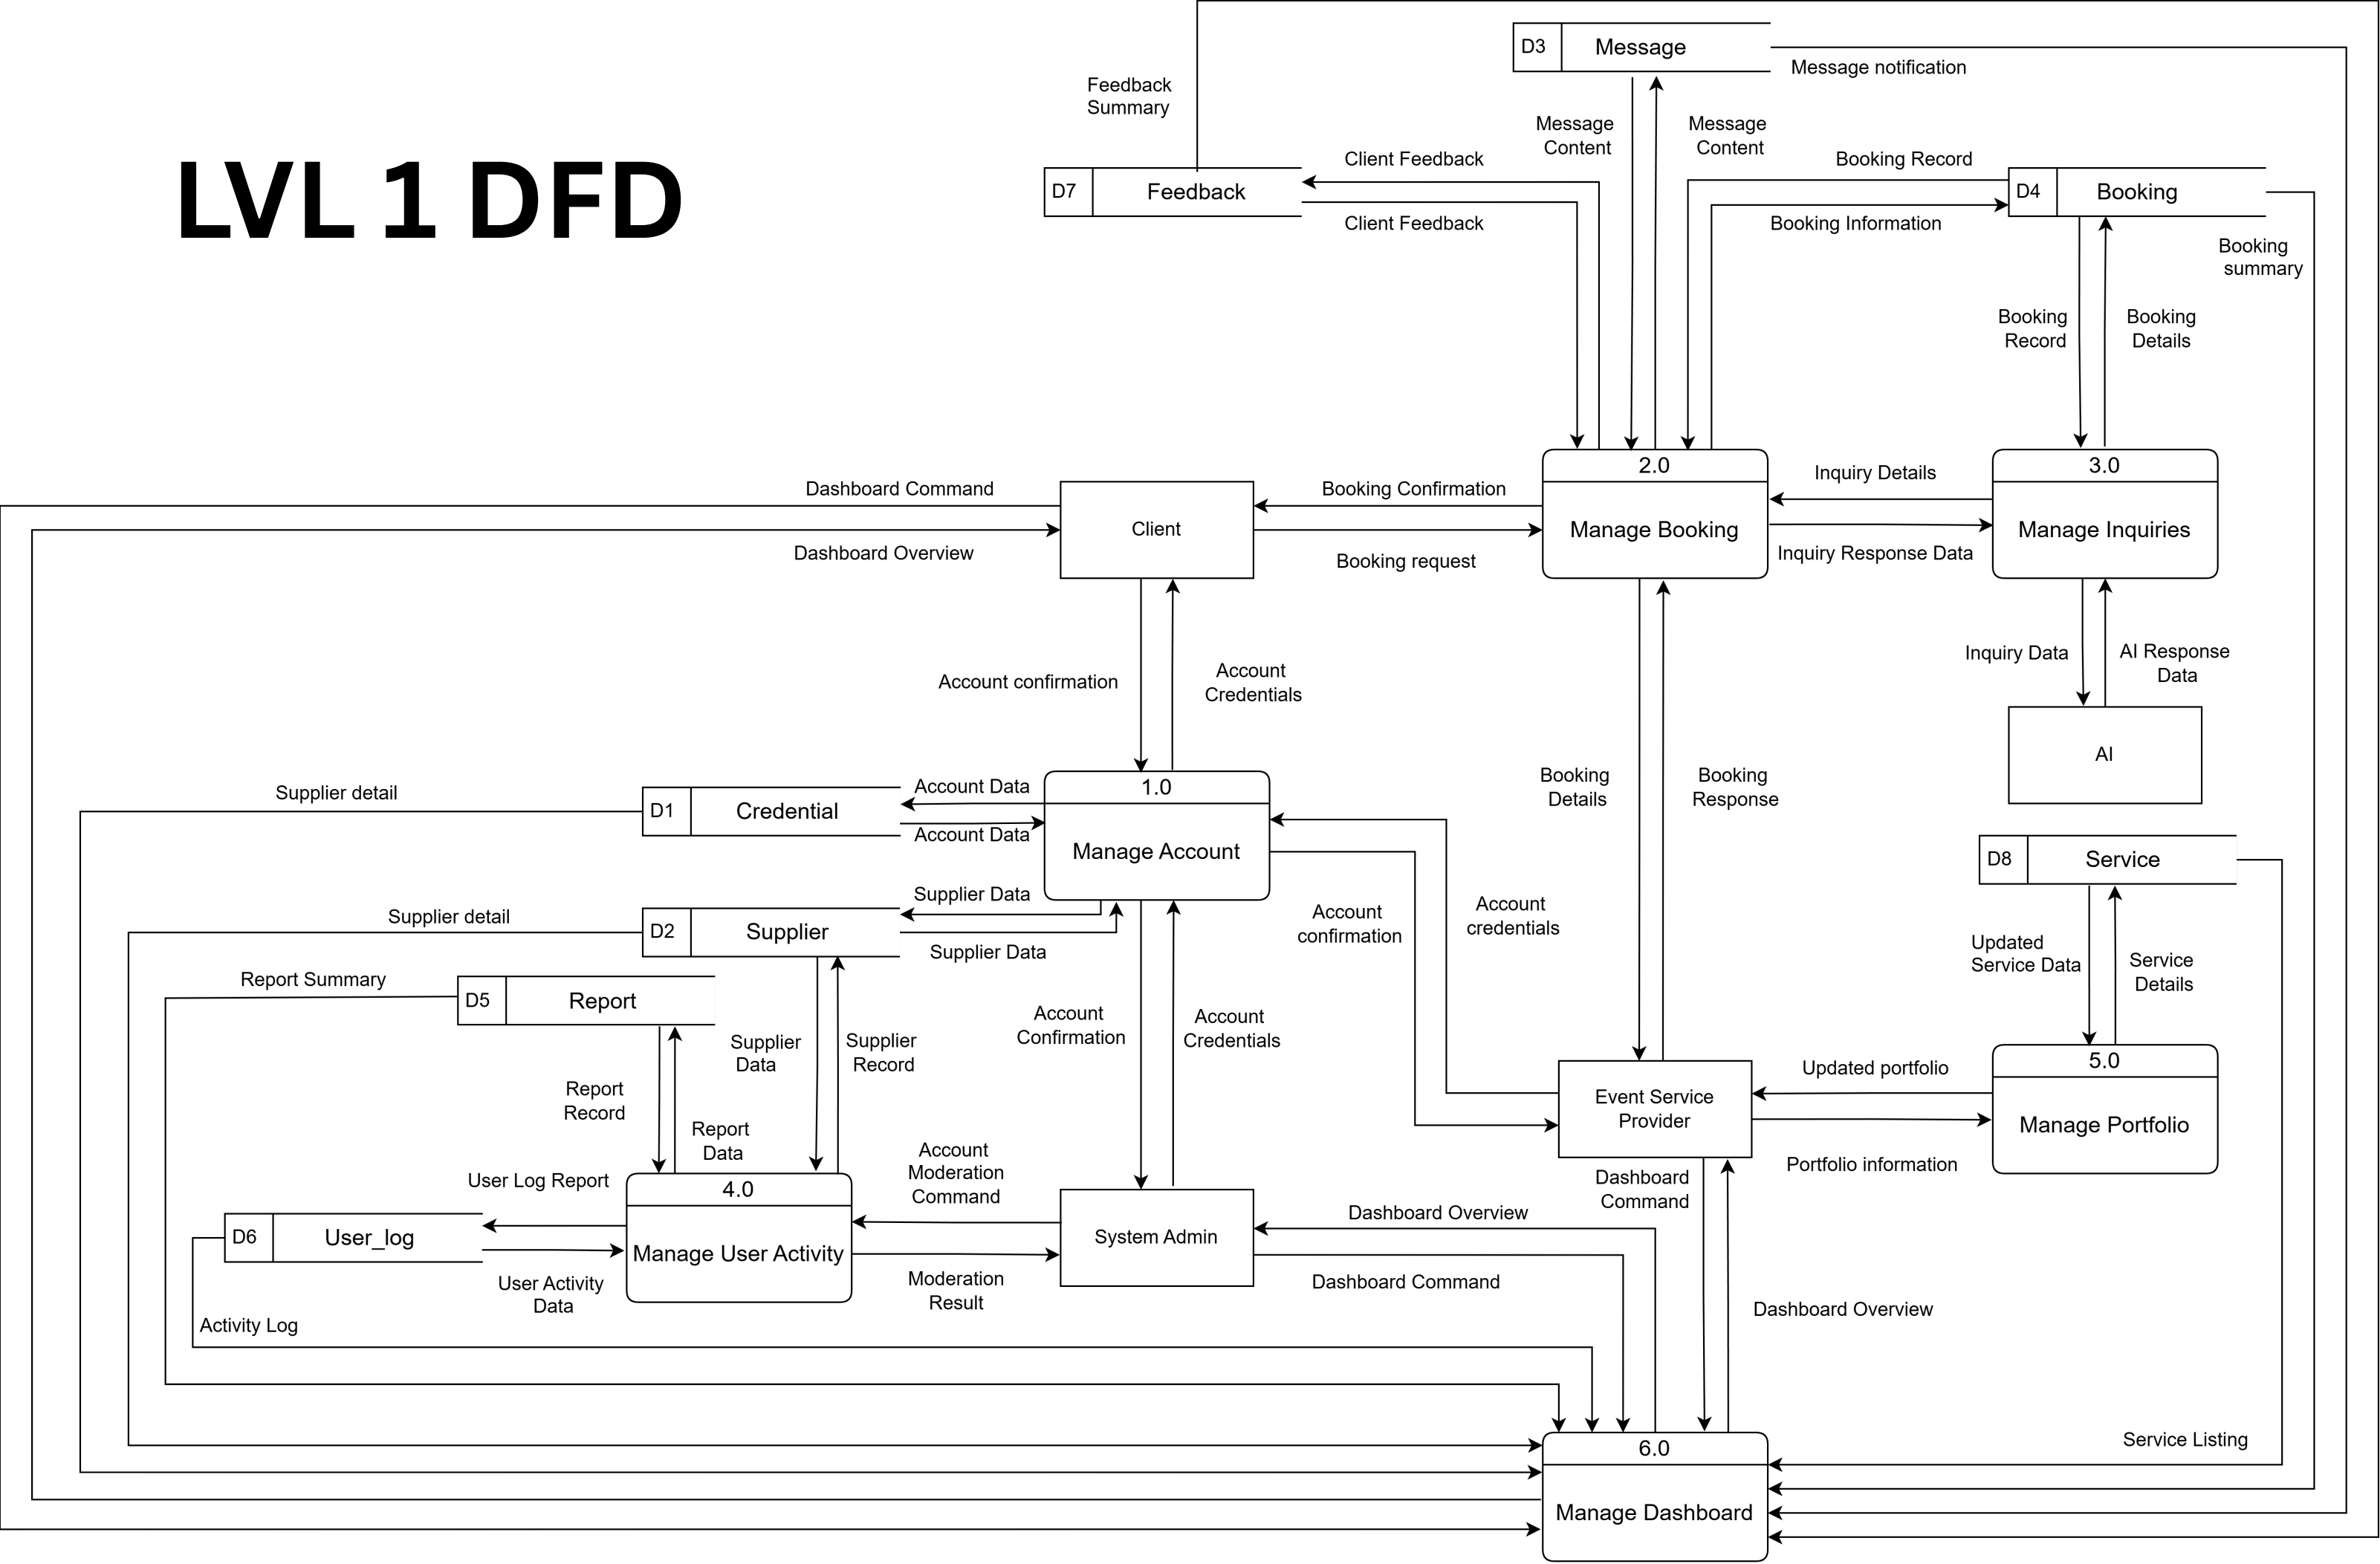 D3
Message
Message notification
Feedback
Summary
Message
Content
Message
Content
LVL 1 DFD
Client Feedback
Booking Record
D7
Feedback
D4
Booking
Client Feedback
Booking Information
Booking
summary
Booking
Record
Booking
Details
2.0
3.0
Dashboard Command
Booking Confirmation
Inquiry Details
Client
Manage Booking
Manage Inquiries
Dashboard Overview
Booking request
Inquiry Response Data
Account confirmation
Account
Credentials
Inquiry Data
AI Response
Data
AI
Supplier detail
D1
Credential
Account Data
Account Data
1.0
Manage Account
Booking
Details
Booking
Response
D8
Service
Supplier detail
D2
Supplier
Supplier Data
Supplier Data
Account
confirmation
Account
credentials
Updated
Service Data
Service
Details
Report Summary
D5
Report
Supplier
Data
Supplier
Record
Account
Confirmation
Account
Credentials
Report
Record
Report
Data
Event Service
Provider
Updated portfolio
5.0
Manage Portfolio
Portfolio information
User Log Report
4.0
Account
Moderation
Command
Dashboard
Command
D6
User_log
Manage User Activity
System Admin
Dashboard Overview
User Activity
Data
Moderation
Result
Dashboard Command
Dashboard Overview
Activity Log
6.0
Manage Dashboard
Service Listing